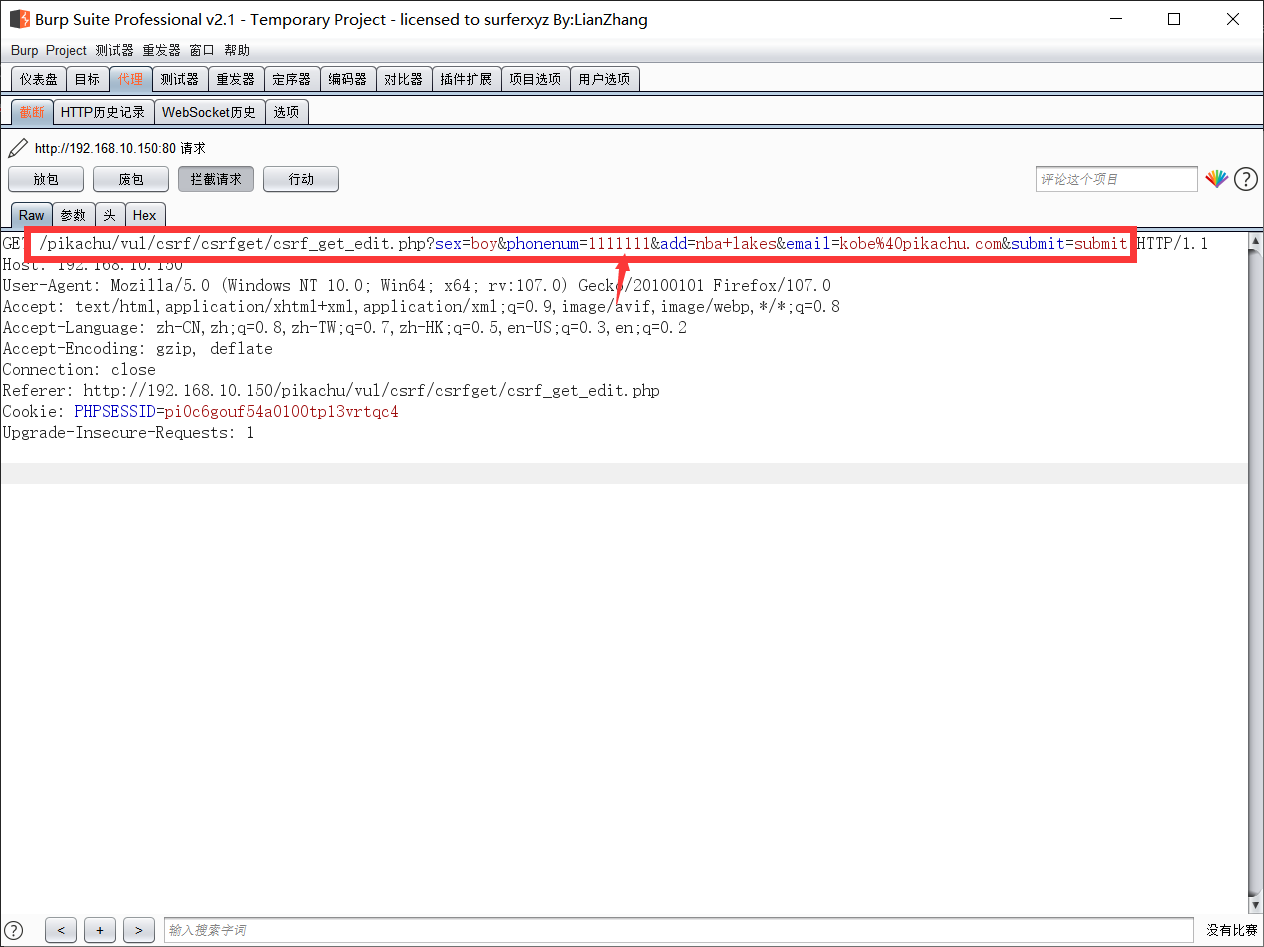 Burp Suite Professional v2.1 - Temporary Project - licensed to surferxyz By:LianZhang
Burp Project 测试器 重发器 窗口 帮助
仪表盘 目标 代理 测试器 重发器 定序器 编码器 对比器 插件扩展 项目选项 用户选项
截断 HTTP历史记录 WebSocket历史 选项
http://192.168.10.150:80 请求
放包 废包 拦截请求 行动 评论这个项目 ?
Raw 参数 头 Hex
GET /pikachu/vul/csrf/csrfget/csrf_get_edit.php?sex=boy&phonenum=1111111&add=nba+lakes&email=kobe%40pikachu.com&submit=submit HTTP/1.1
Host: 192.168.10.150
User-Agent: Mozilla/5.0 (Windows NT 10.0; Win64; x64; rv:107.0) Gecko/20100101 Firefox/107.0
Accept: text/html,application/xhtml+xml,application/xml;q=0.9,image/avif,image/webp,*/*;q=0.8
Accept-Language: zh-CN,zh;q=0.8,zh-TW;q=0.7,zh-HK;q=0.5,en-US;q=0.3,en;q=0.2
Accept-Encoding: gzip, deflate
Connection: close
Referer: http://192.168.10.150/pikachu/vul/csrf/csrfget/csrf_get_edit.php
Cookie: PHPSESSID=pi0c6gouf54a0100tp13vrtqc4
Upgrade-Insecure-Requests: 1
? < + > 输入搜索字词 没有比赛